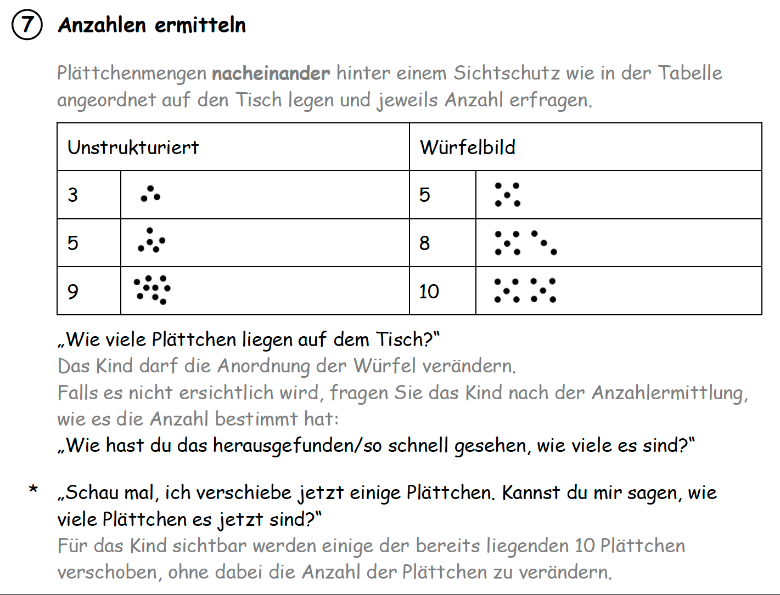 7 Anzahlen ermitteln
Plättchenmengen nacheinander hinter einem Sichtschutz wie in der Tabelle
angeordnet auf den Tisch legen und jeweils Anzahl erfragen.
Unstrukturiert Würfelbild
3 5
5 8
9 10
„Wie viele Plättchen liegen auf dem Tisch?“
Das Kind darf die Anordnung der Würfel verändern.
Falls es nicht ersichtlich wird, fragen Sie das Kind nach der Anzahlermittlung,
wie es die Anzahl bestimmt hat:
„Wie hast du das herausgefunden/so schnell gesehen, wie viele es sind?“
* „Schau mal, ich verschiebe jetzt einige Plättchen. Kannst du mir sagen, wie
viele Plättchen es jetzt sind?“
Für das Kind sichtbar werden einige der bereits liegenden 10 Plättchen
verschoben, ohne dabei die Anzahl der Plättchen zu verändern.